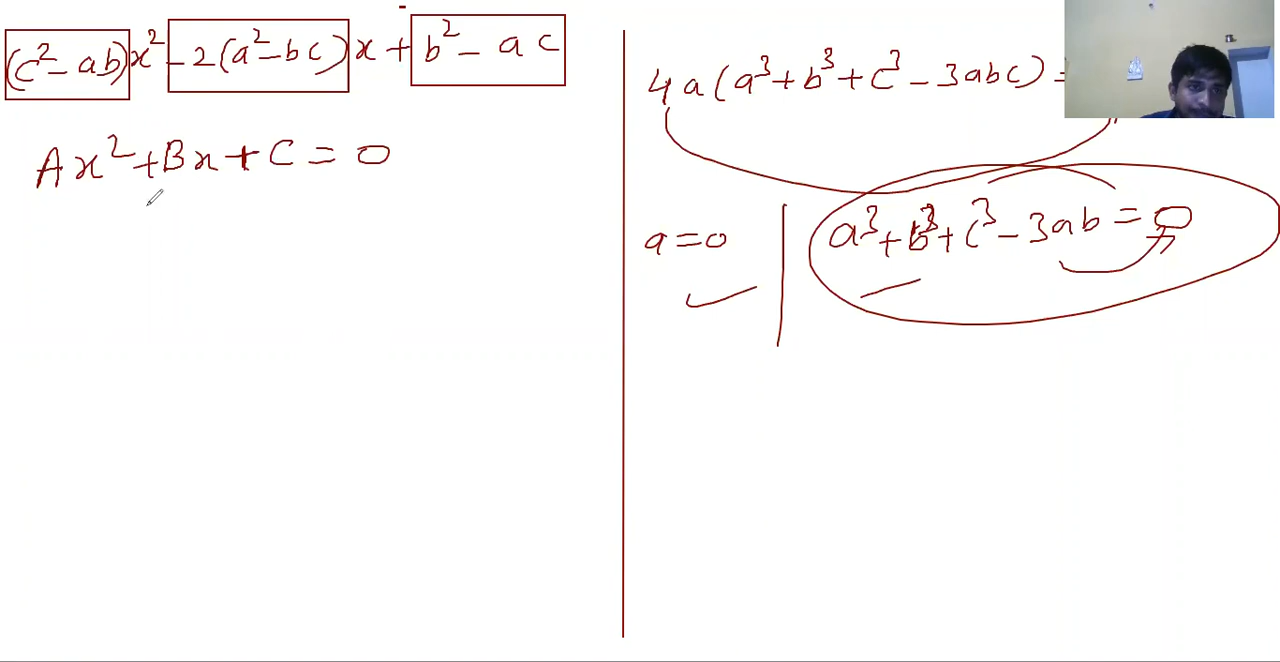 (c² - ab)x² - 2(a² - bc)x + b² - ac
Ax² + Bx + C = 0
4a(a³ + b³ + c³ - 3abc) =
a = 0 | a³ + b³ + c³ - 3ab = 0